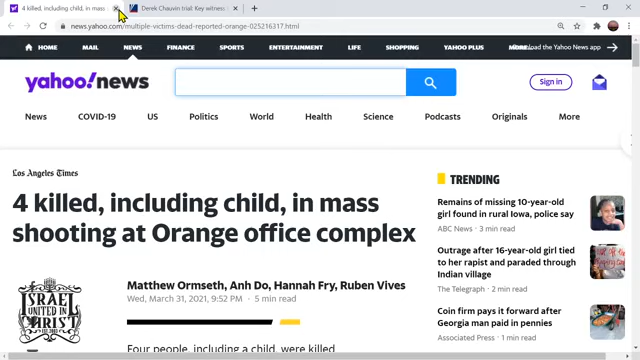 4 killed, including child, in mass
Derek Chauvin trial: Key witness
news.yahoo.com/multiple-victims-dead-reported-orange-025216317.html
HOME MAIL NEWS SPORTS ENTERTAINMENT LIFE SHOPPING YAHOO PLUS MORE... load the Yahoo News app
yahoo!news
Sign in
News COVID-19 US Politics World Health Science Podcasts Originals More
Los Angeles Times
4 killed, including child, in mass
shooting at Orange office complex
Matthew Ormseth, Anh Do, Hannah Fry, Ruben Vives
Wed, March 31, 2021, 9:52 PM · 5 min read
Four people, including a child, were killed
ISRAEL
UNITED IN
CHRIST
TRENDING
Remains of missing 10-year-old
girl found in rural Iowa, police say
ABC News · 3 min read
Outrage after 16-year-old girl tied
to her rapist and paraded through
Indian village
The Telegraph · 2 min read
Coin firm pays it forward after
Georgia man paid in pennies
Associated Press · 1 min read